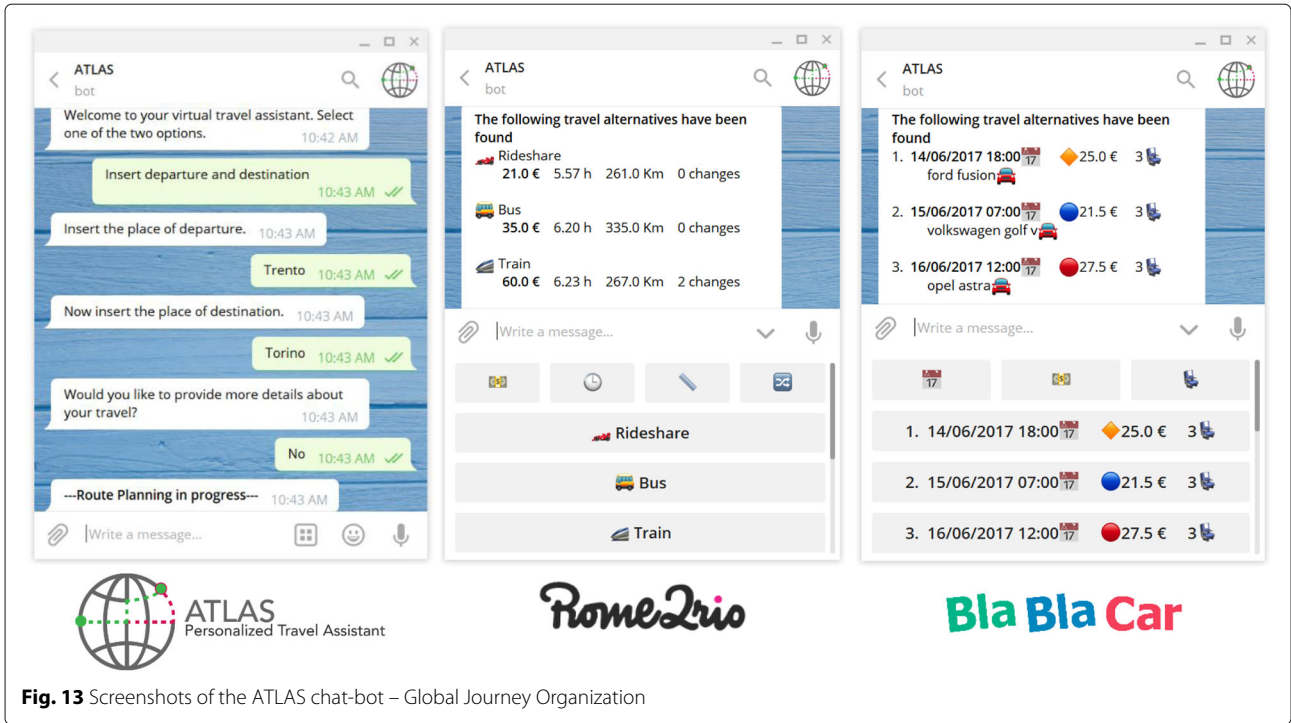 ATLAS
bot
Welcome to your virtual travel assistant. Select
one of the two options.
10:42 AM
Insert departure and destination
10:43 AM
Insert the place of departure. 10:43 AM
Trento 10:43 AM
Now insert the place of destination. 10:43 AM
Torino 10:43 AM
Would you like to provide more details about
your travel?
10:43 AM
No 10:43 AM
---Route Planning in progress--- 10:43 AM
Write a message...
ATLAS
Personalized Travel Assistant
ATLAS
bot
The following travel alternatives have been
found
Rideshare
21.0 € 5.57 h 261.0 Km 0 changes
Bus
35.0 € 6.20 h 335.0 Km 0 changes
Train
60.0 € 6.23 h 267.0 Km 2 changes
Write a message...
Rideshare
Bus
Train
Rome2rio
ATLAS
bot
The following travel alternatives have been
found
1. 14/06/2017 18:00 17 25.0 € 3
ford fusion
2. 15/06/2017 07:00 17 21.5 € 3
volkswagen golf v
3. 16/06/2017 12:00 17 27.5 € 3
opel astra
Write a message...
17
1. 14/06/2017 18:00 17 25.0 € 3
2. 15/06/2017 07:00 17 21.5 € 3
3. 16/06/2017 12:00 17 27.5 € 3
Bla Bla Car
Fig. 13 Screenshots of the ATLAS chat-bot – Global Journey Organization